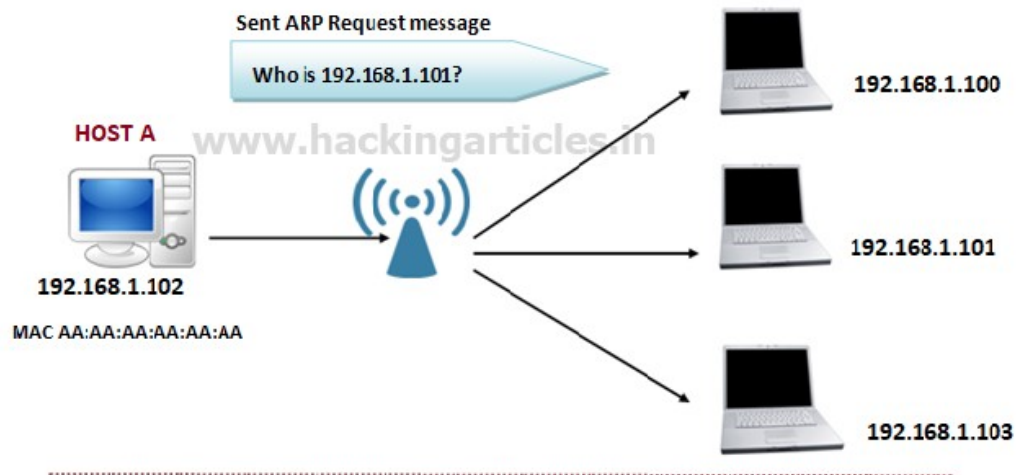 Sent ARP Request message
Who is 192.168.1.101?
192.168.1.100
www.hackingarticles.in
HOST A
192.168.1.101
192.168.1.102
MAC AA:AA:AA:AA:AA:AA
192.168.1.103